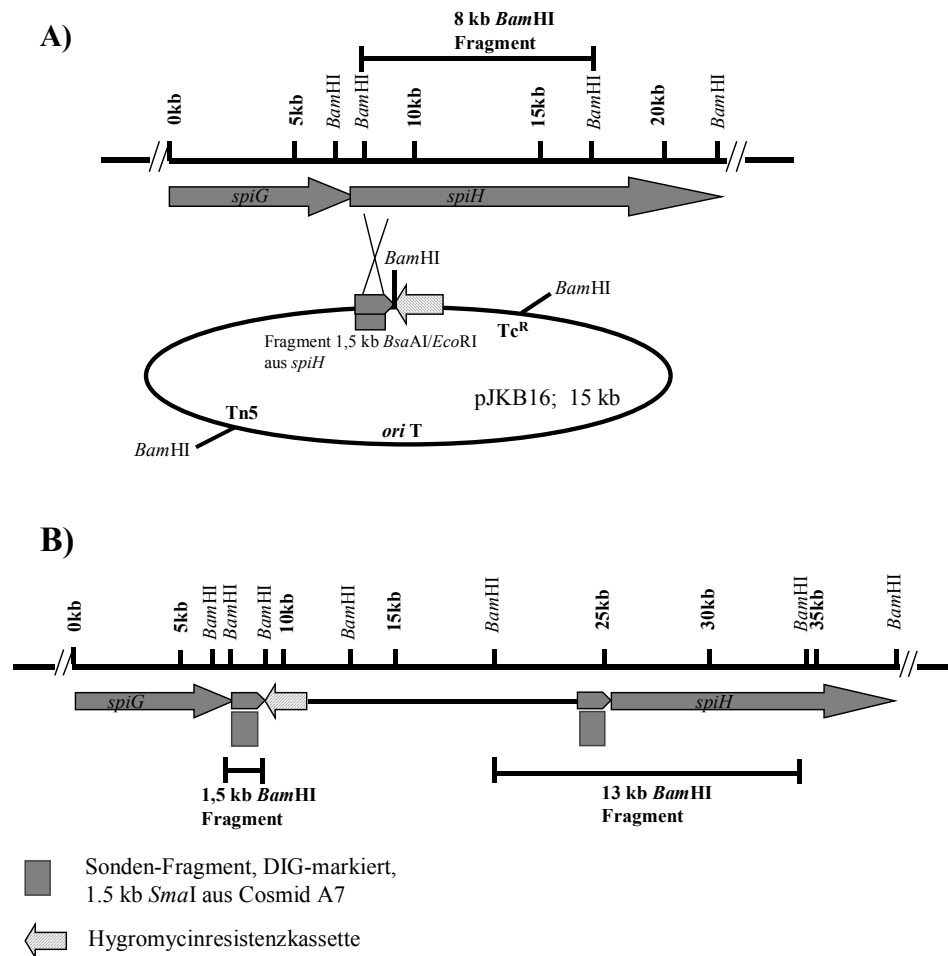 A)
8 kb BamHI
Fragment
0kb
5kb
BamHI
BamHI
10kb
15kb
BamHI
20kb
BamHI
spiG
spiH
BamHI
BamHI
Tc^R
Fragment 1,5 kb BsaAI/EcoRI
aus spiH
pJKB16; 15 kb
Tn5
ori T
BamHI
B)
0kb
5kb
BamHI
BamHI
BamHI
10kb
BamHI
15kb
BamHI
25kb
30kb
BamHI
35kb
BamHI
spiG
spiH
1,5 kb BamHI
Fragment
13 kb BamHI
Fragment
Sonden-Fragment, DIG-markiert,
1.5 kb SmaI aus Cosmid A7
Hygromycinresistenzkassette